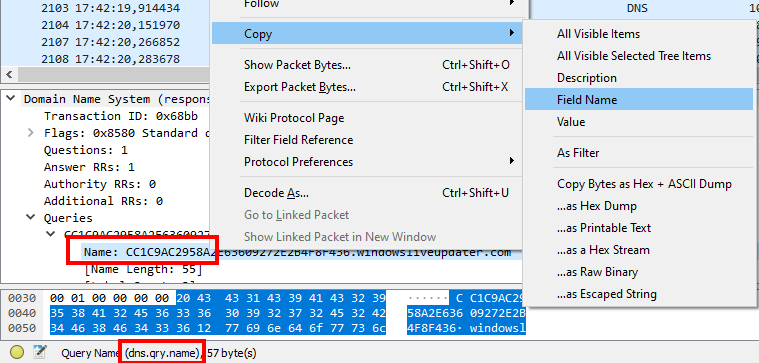 2103 17:42:19,914434
2104 17:42:20,151970
2107 17:42:20,266852
2108 17:42:20,283678
DNS
Follow
Copy
Show Packet Bytes... Ctrl+Shift+O
Export Packet Bytes... Ctrl+Shift+X
Wiki Protocol Page
Filter Field Reference
Protocol Preferences
Decode As... Ctrl+Shift+U
Go to Linked Packet
Show Linked Packet in New Window
All Visible Items
All Visible Selected Tree Items
Description
Field Name
Value
As Filter
Copy Bytes as Hex + ASCII Dump
...as Hex Dump
...as Printable Text
...as a Hex Stream
...as Raw Binary
...as Escaped String
Domain Name System (respons
Transaction ID: 0x68bb
Flags: 0x8580 Standard
Questions: 1
Answer RRs: 1
Authority RRs: 0
Additional RRs: 0
Queries
CC1C9AC2958A2E63609272
Name: CC1C9AC2958A2E63609272E2B4F8F436.windowsliveupdater.com
[Name Length: 55]
0030 00 01 00 00 00 00 20 43 43 31 43 39 41 43 32 39 ······ C C1C9AC29
0040 35 38 41 32 45 36 33 36 30 39 32 37 32 45 32 42 58A2E636 09272E2B
0050 34 46 38 46 34 33 36 12 77 69 6e 64 6f 77 73 6c 4F8F436· windowsl
Query Name (dns.qry.name), 57 byte(s)